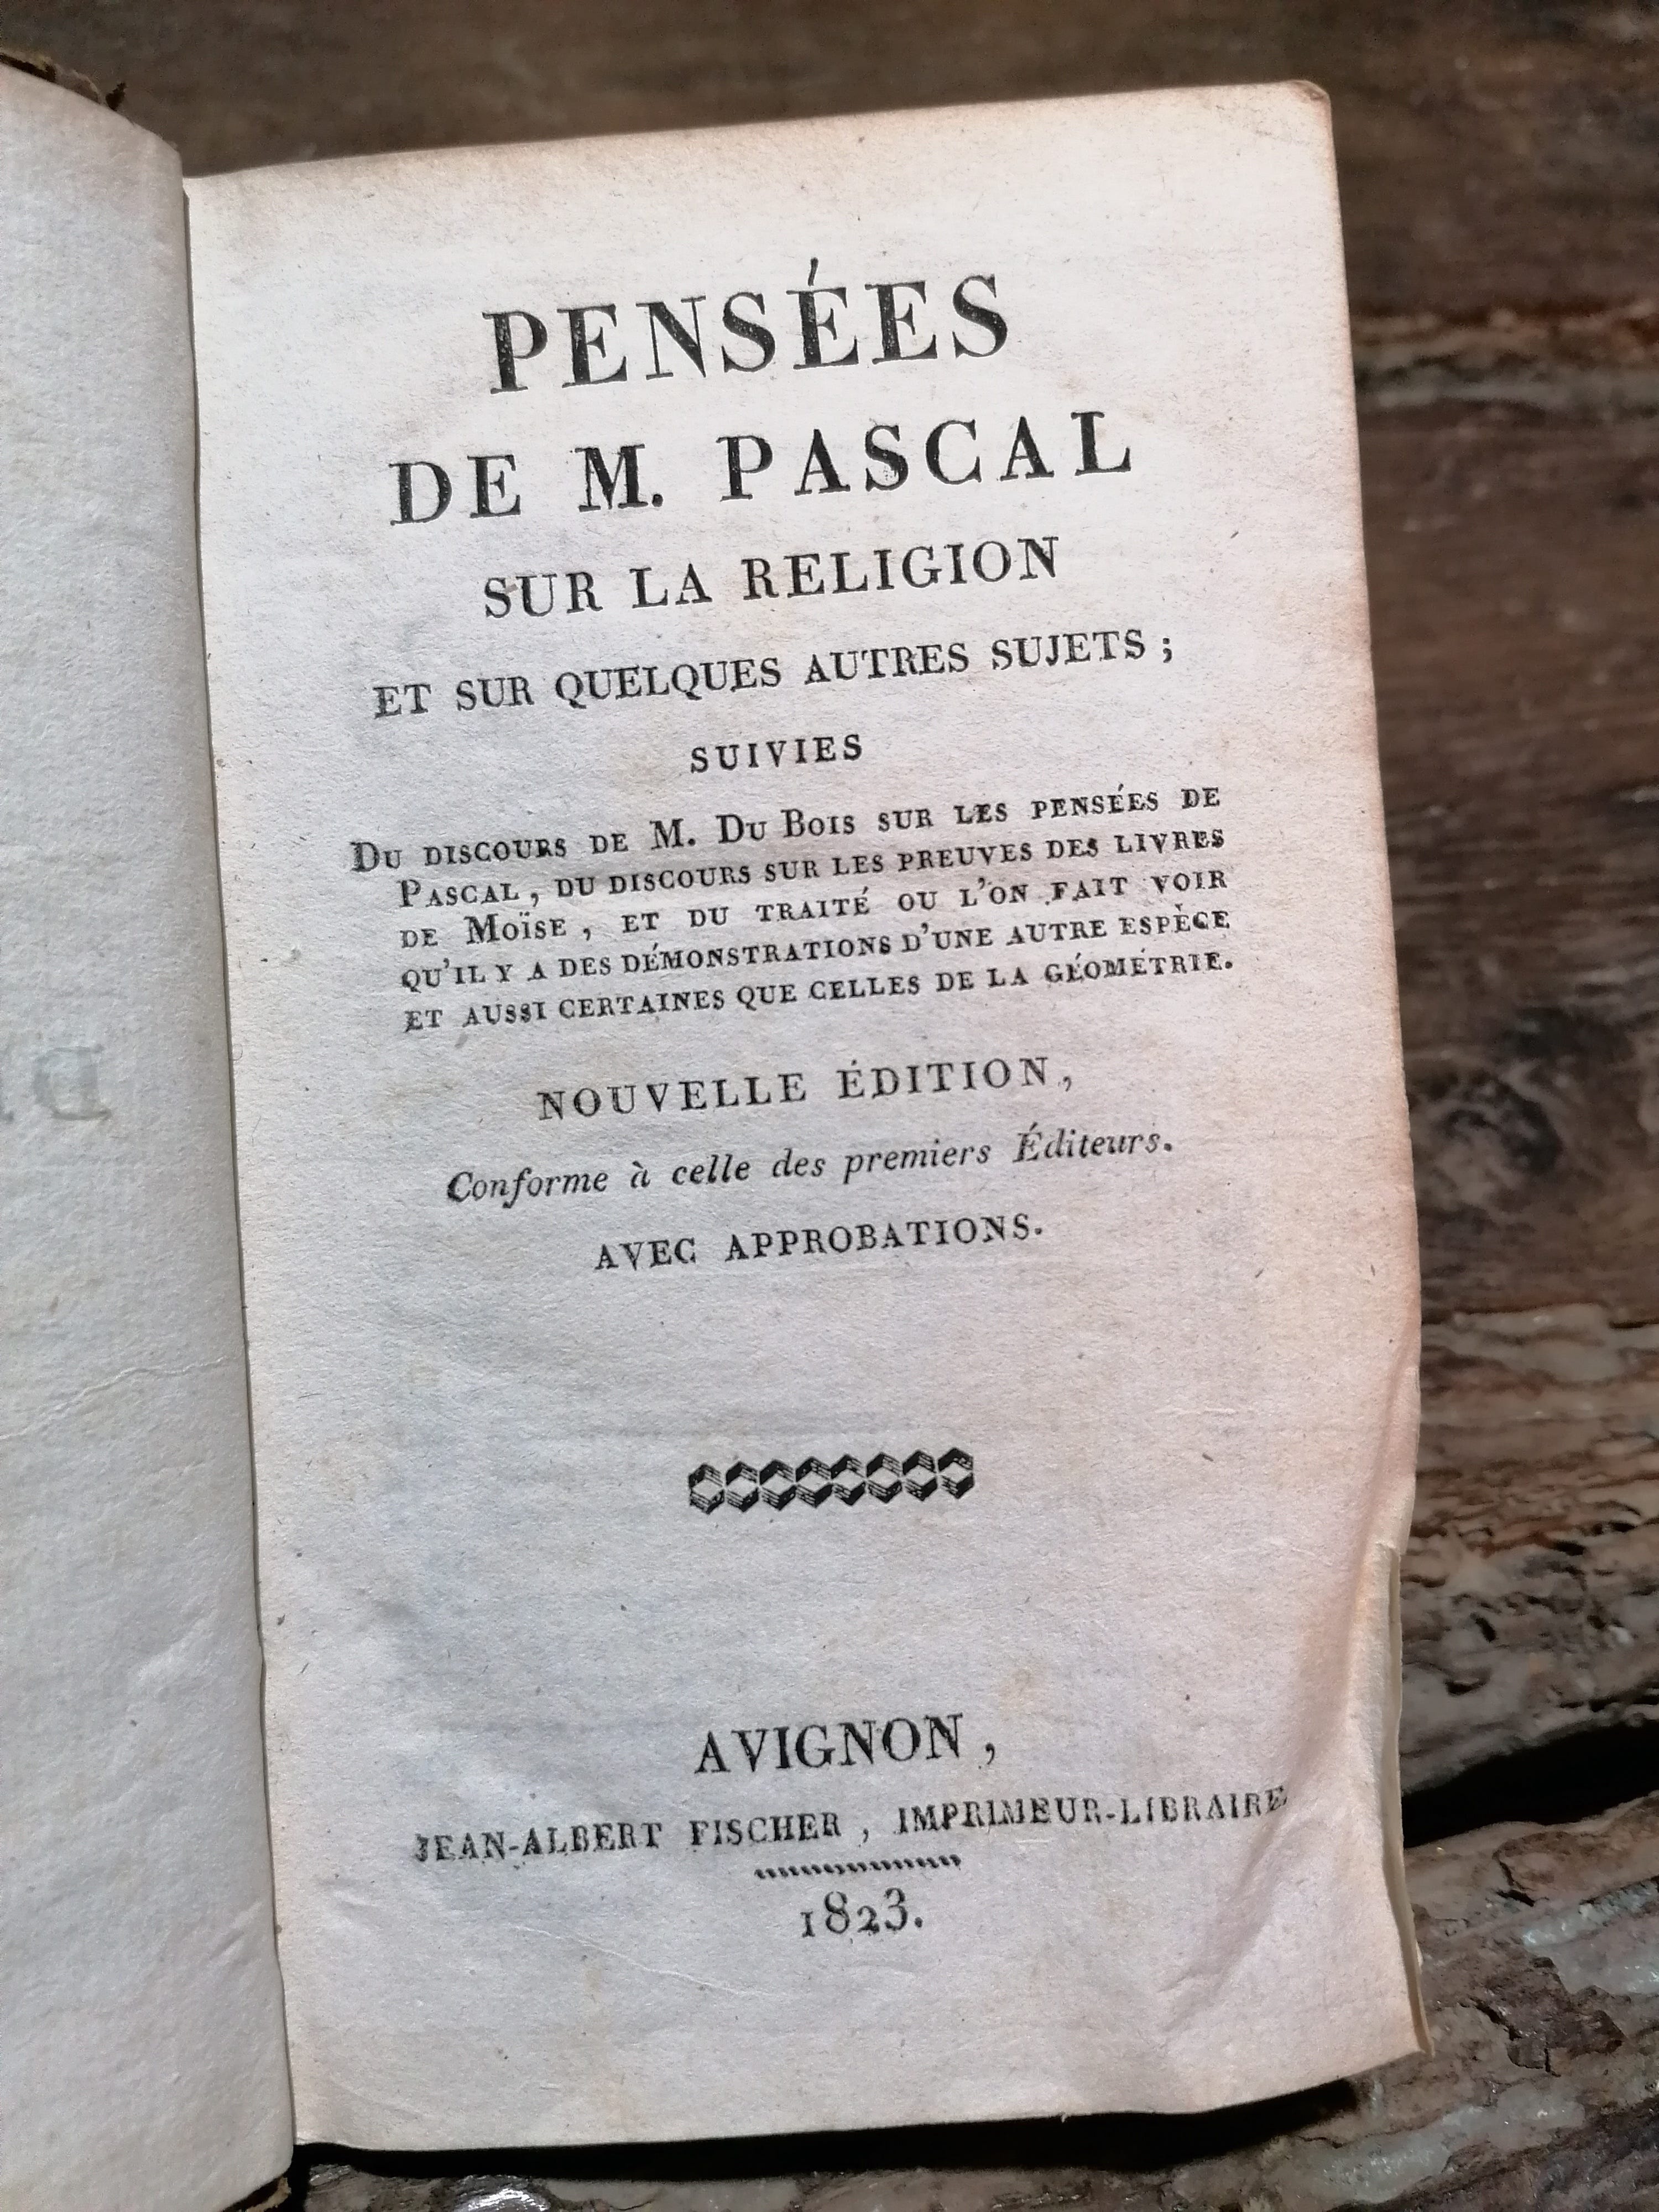 PENSÉES
DE M. PASCAL
SUR LA RELIGION
ET SUR QUELQUES AUTRES SUJETS ;
SUIVIES
DU DISCOURS DE M. DU BOIS SUR LES PENSÉES DE
PASCAL , DU DISCOURS SUR LES PREUVES DES LIVRES
DE MOÏSE , ET DU TRAITÉ OU L'ON FAIT VOIR
QU'IL Y A DES DÉMONSTRATIONS D'UNE AUTRE ESPÈCE
ET AUSSI CERTAINES QUE CELLES DE LA GÉOMÉTRIE.
NOUVELLE ÉDITION,
Conforme à celle des premiers Éditeurs.
AVEC APPROBATIONS.
AVIGNON ,
JEAN-ALBERT FISCHER , IMPRIMEUR-LIBRAIRE
1823.